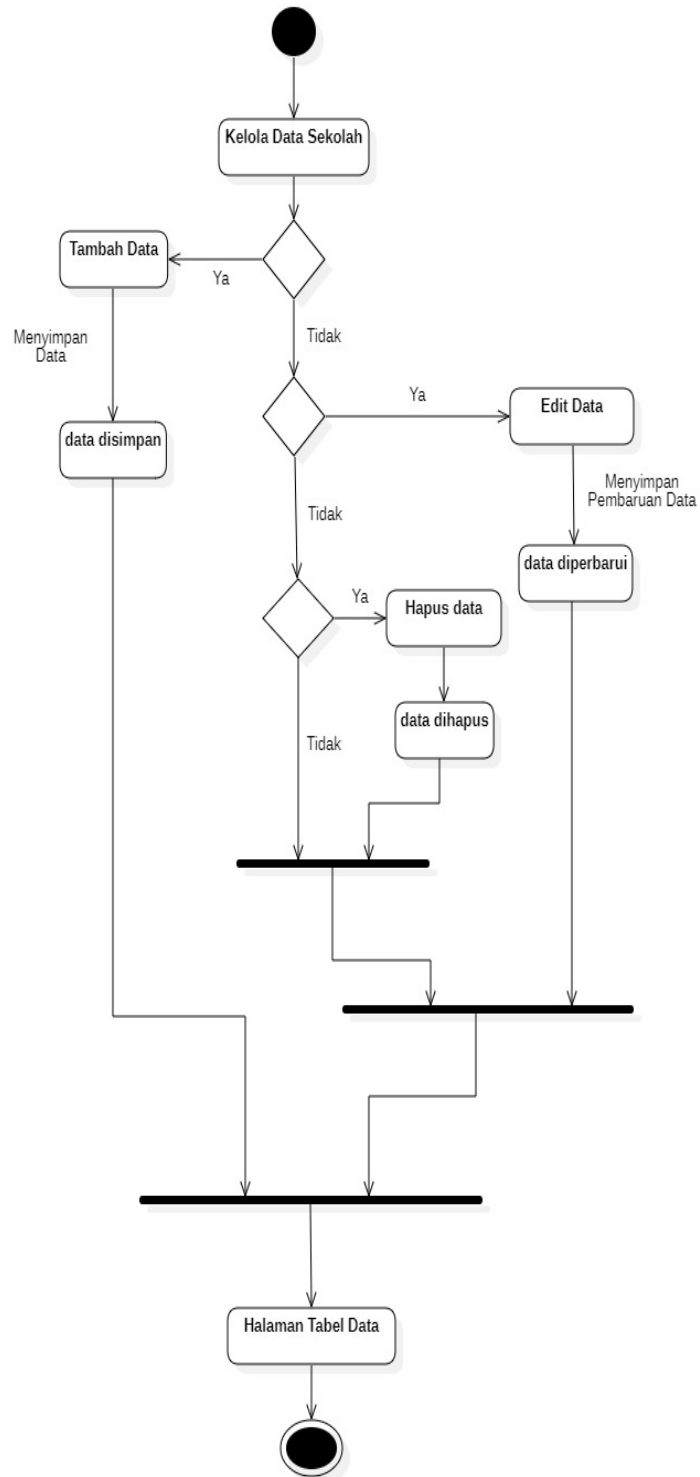 Kelola Data Sekolah
Tambah Data
Ya
Menyimpan
Data
Tidak
Ya
Edit Data
data disimpan
Menyimpan
Pembaruan Data
Tidak
data diperbarui
Ya
Hapus data
data dihapus
Tidak
Halaman Tabel Data